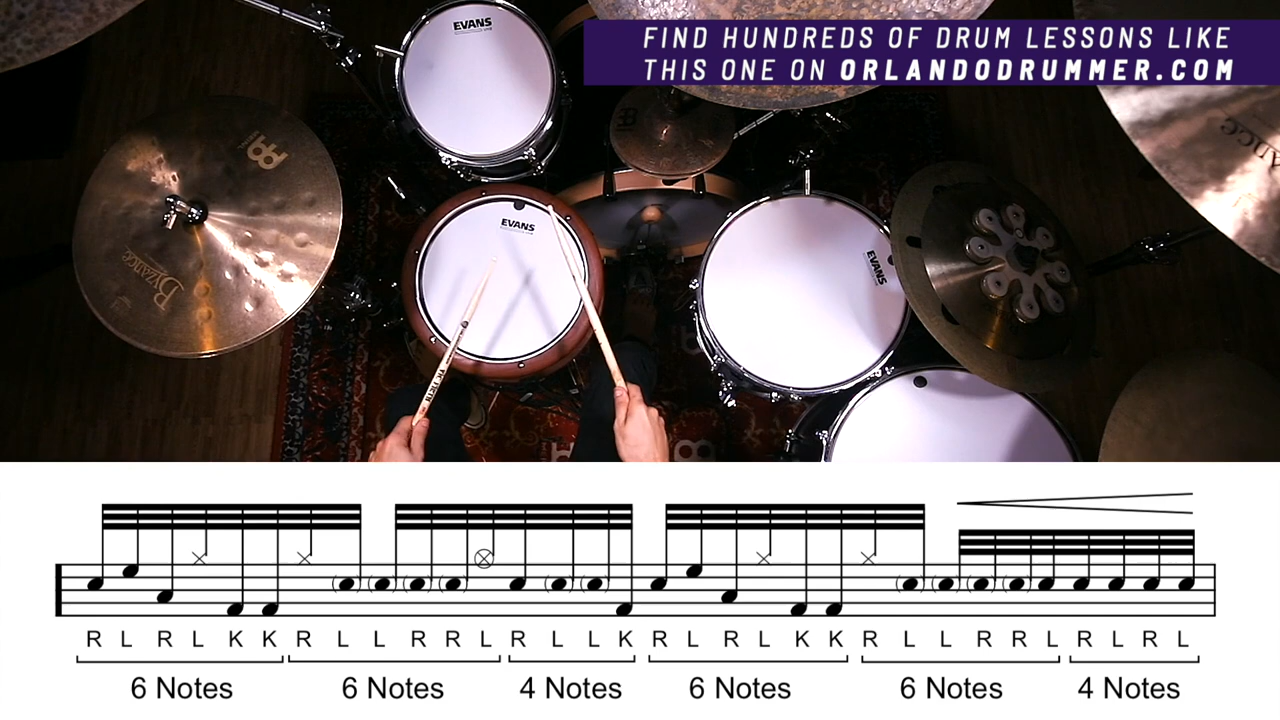 EVANS
FIND HUNDREDS OF DRUM LESSONS LIKE
THIS ONE ON ORLANDODRUMMER.COM
EVANS
EVANS
BYZANCE
R L R L K K R L L R R L R L L K R L R L K K R L L R R L R L R L
6 Notes 6 Notes 4 Notes 6 Notes 6 Notes 4 Notes